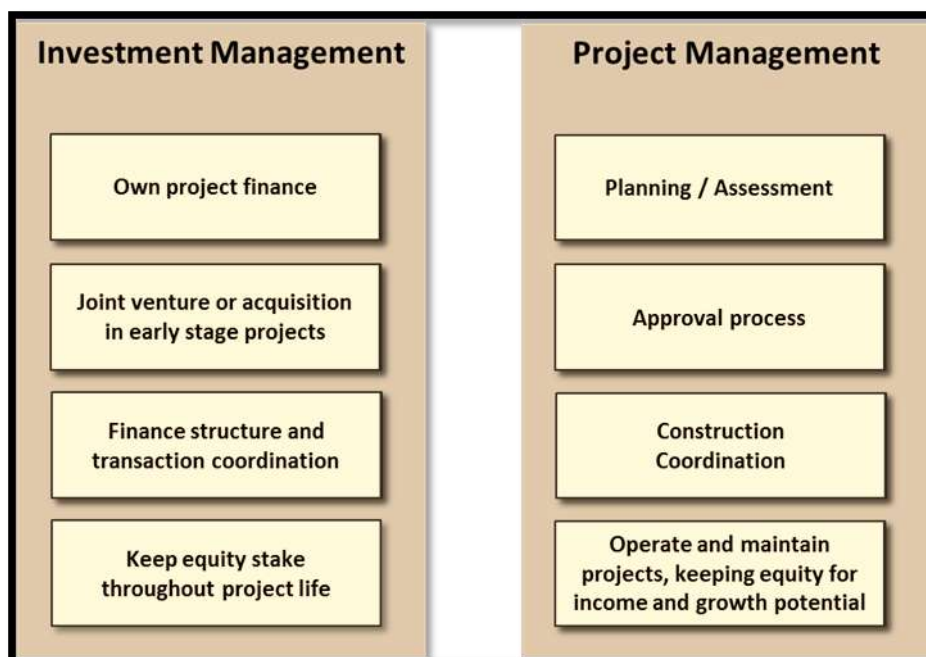 Investment Management
Own project finance
Joint venture or acquisition
in early stage projects
Finance structure and
transaction coordination
Keep equity stake
throughout project life
Project Management
Planning / Assessment
Approval process
Construction
Coordination
Operate and maintain
projects, keeping equity for
income and growth potential